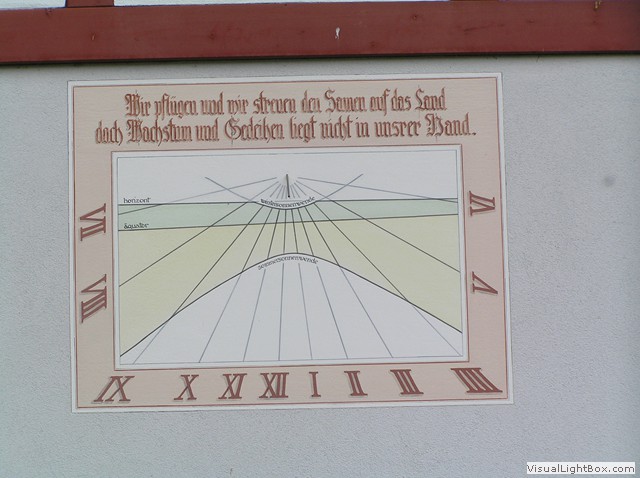 Wir pflügen und wir streuen den Samen auf das Land
doch Wachstum und Gedeihen liegt nicht in unsrer Hand.
horizont
wintersonnenwende
äquator
sommersonnenwende
VII VI
VIII V
IX X XI XII I II III IIII
VisualLightBox.com